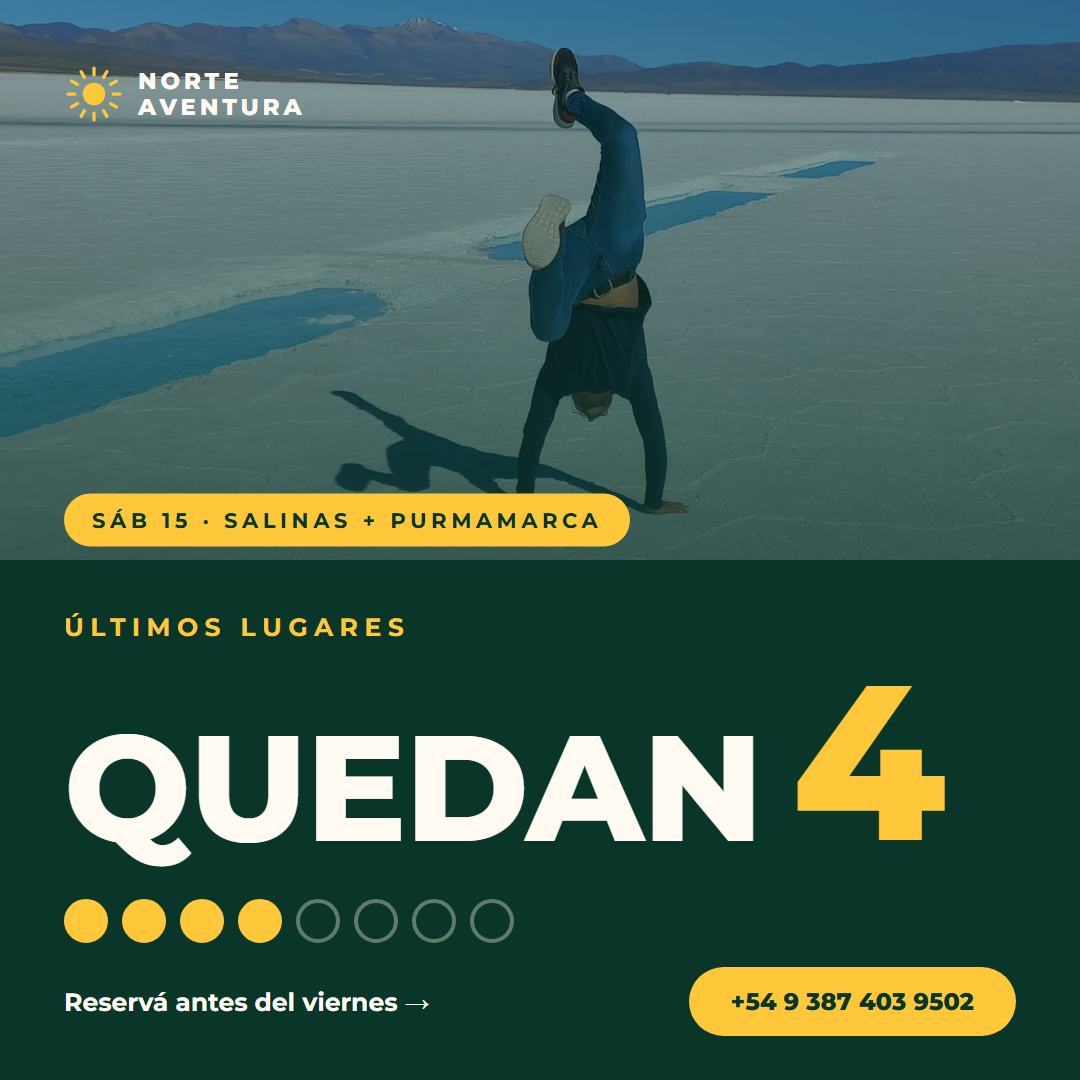 NORTE
AVENTURA
SÁB 15 · SALINAS + PURMAMARCA
ÚLTIMOS LUGARES
QUEDAN 4
Reservá antes del viernes →
+54 9 387 403 9502